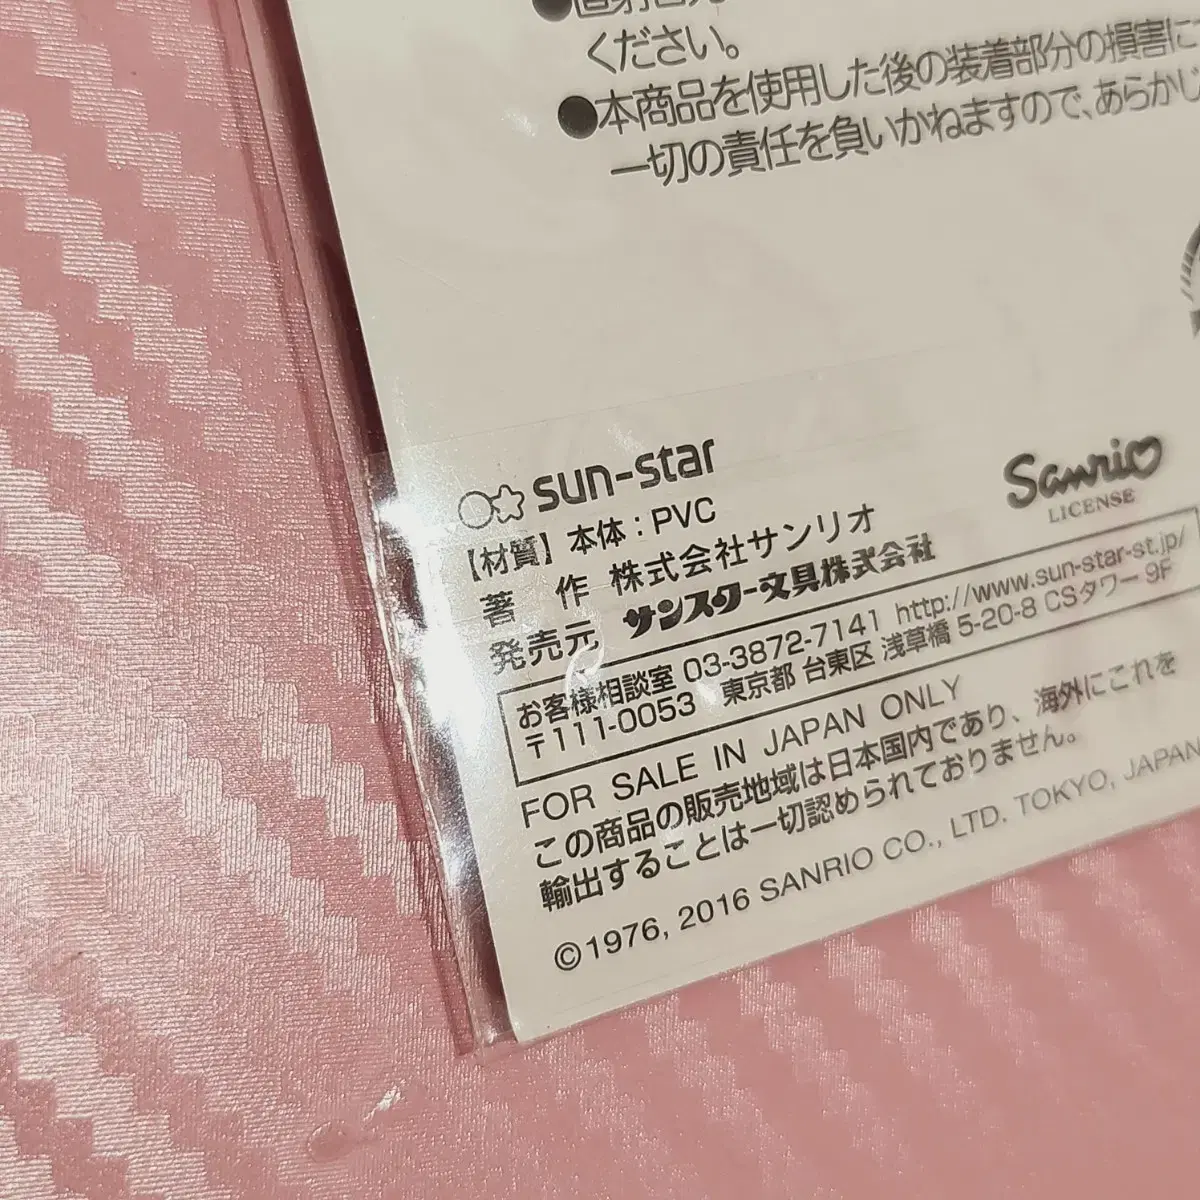 ください。
●本商品を使用した後の装着部分の損害に
一切の責任を負いかねますので、あらかじ
sun-star
【材質】本体：PVC
著 作 株式会社サンリオ
発売元 サンスター文具株式会社
Sanrio
LICENSE
お客様相談室 03-3872-7141 http://www.sun-star-st.jp/
〒111-0053 東京都 台東区 浅草橋 5-20-8 CSタワー 9F
FOR SALE IN JAPAN ONLY
この商品の販売地域は日本国内であり、海外にこれを
輸出することは一切認められておりません。
©1976, 2016 SANRIO CO., LTD. TOKYO, JAPAN